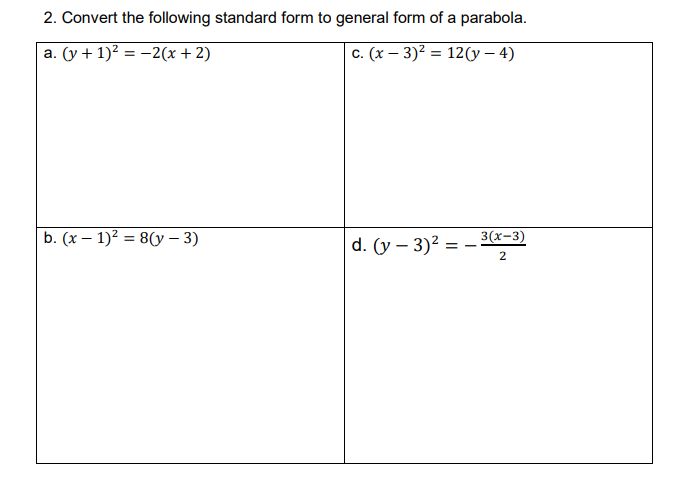 2. Convert the following standard form to general form of a parabola.
a. (y + 1)² = −2(x + 2)
c. (x − 3)² = 12(y − 4)
b. (x − 1)² = 8(y − 3)
d. (y − 3)² = − 3(x−3)/2